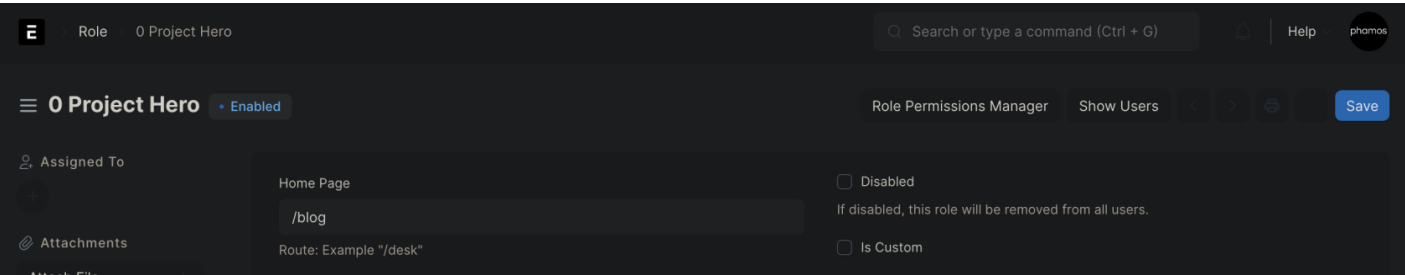 E Role 0 Project Hero Search or type a command (Ctrl + G) Help phamos
0 Project Hero • Enabled Role Permissions Manager Show Users Save
Assigned To
Home Page Disabled
/blog If disabled, this role will be removed from all users.
Attachments Is Custom
Route: Example "/desk"
Attach File